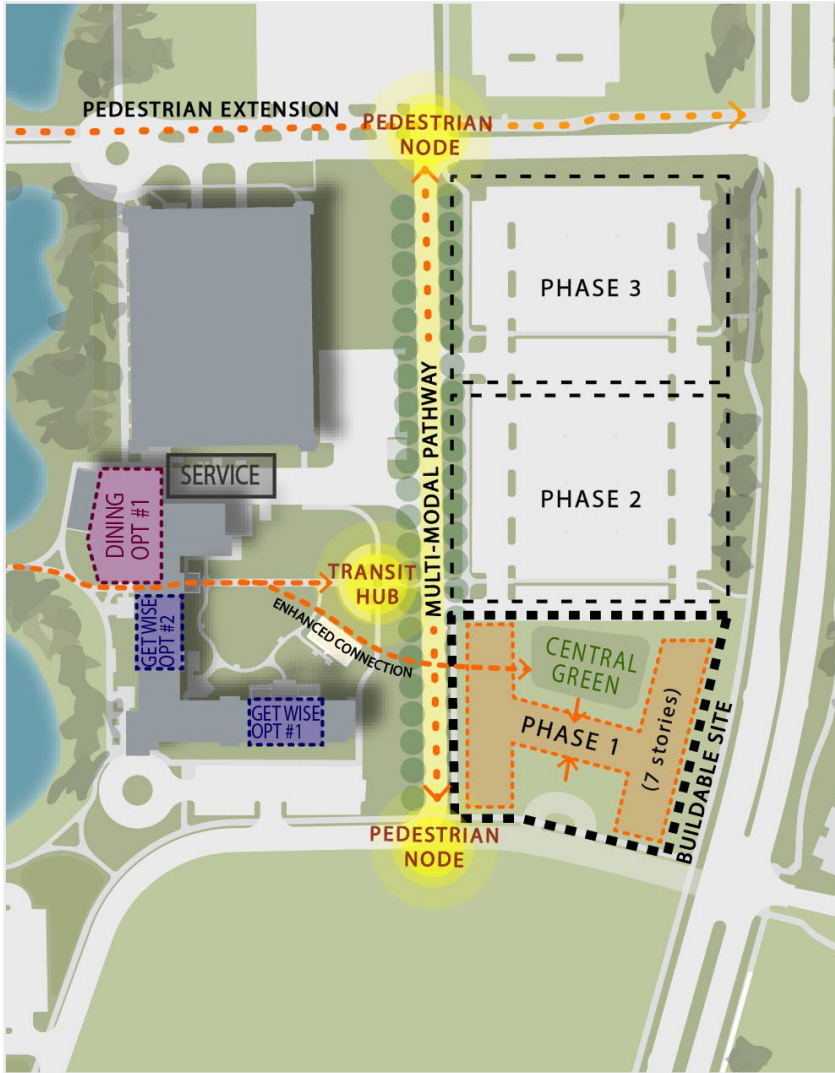 PEDESTRIAN EXTENSION
PEDESTRIAN
NODE
PHASE 3
MULTI-MODAL PATHWAY
SERVICE
DINING
OPT #1
PHASE 2
TRANSIT
HUB
GET WISE
OPT #2
ENHANCED CONNECTION
CENTRAL
GREEN
GET WISE
OPT #1
PHASE 1
(7 stories)
BUILDABLE SITE
PEDESTRIAN
NODE